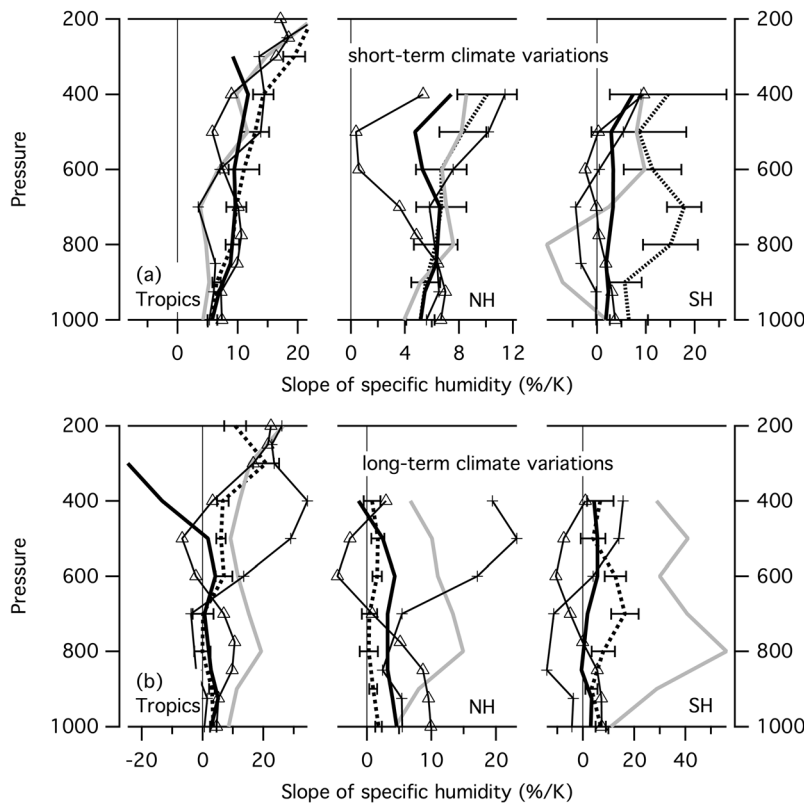 200
200
short-term climate variations
400
400
Pressure
600
600
800
800
(a)
Tropics
NH
SH
1000
1000
0
10
20
0
4
8
12
0
10
20
Slope of specific humidity (%/K)
200
200
long-term climate variations
400
400
Pressure
600
600
800
800
(b)
Tropics
NH
SH
1000
1000
-20
0
20
0
10
20
0
20
40
Slope of specific humidity (%/K)